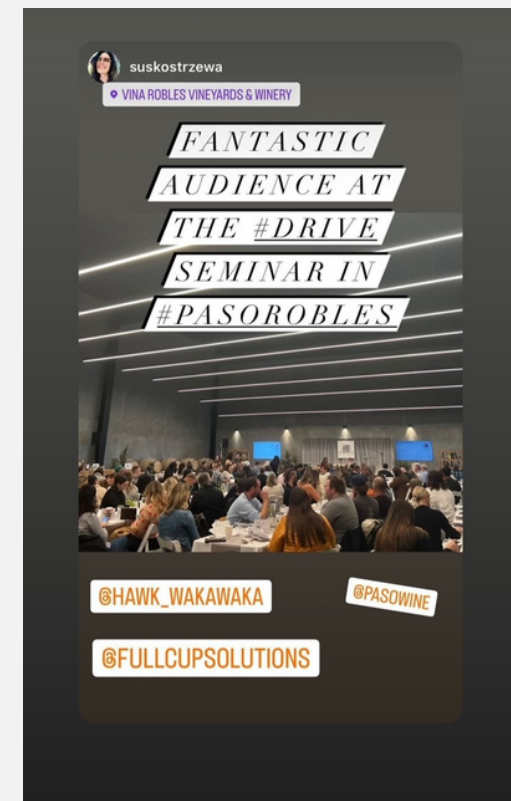 suskostrzewa
VINA ROBLES VINEYARDS & WINERY
FANTASTIC
AUDIENCE AT
THE #DRIVE
SEMINAR IN
#PASOROBLES
@HAWK_WAKAWAKA
@PASOWINE
@FULLCUPSOLUTIONS